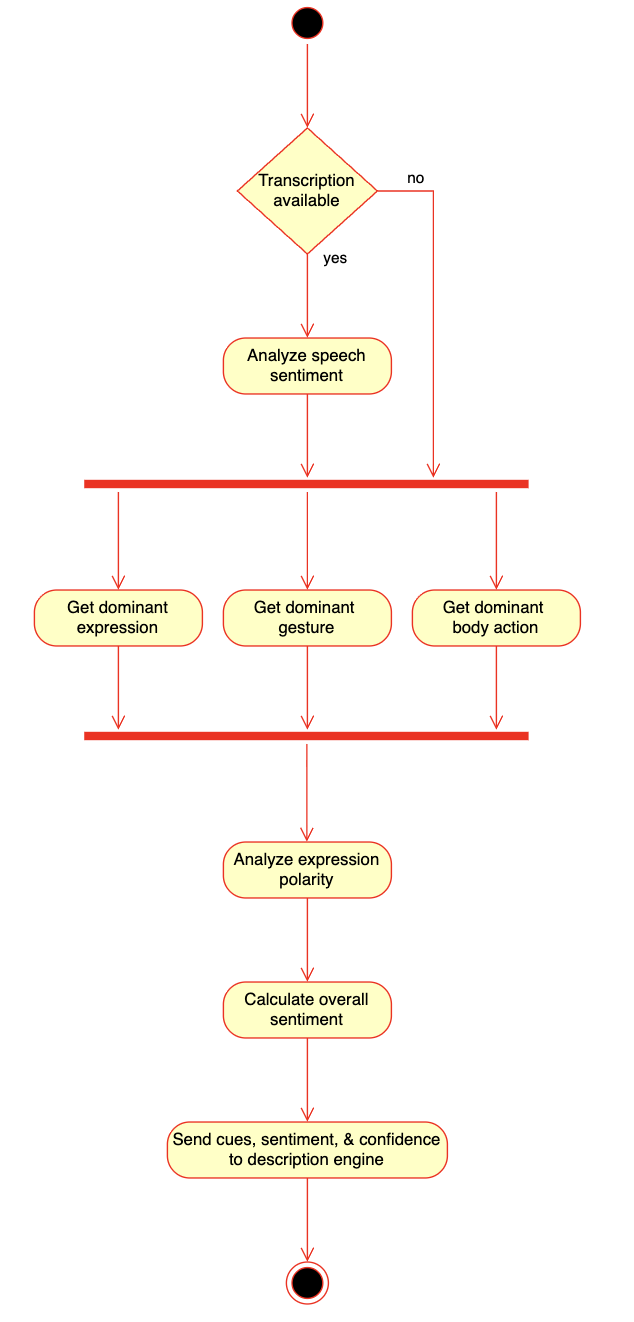 Transcription
available
no
yes
Analyze speech
sentiment
Get dominant
expression
Get dominant
gesture
Get dominant
body action
Analyze expression
polarity
Calculate overall
sentiment
Send cues, sentiment, & confidence
to description engine